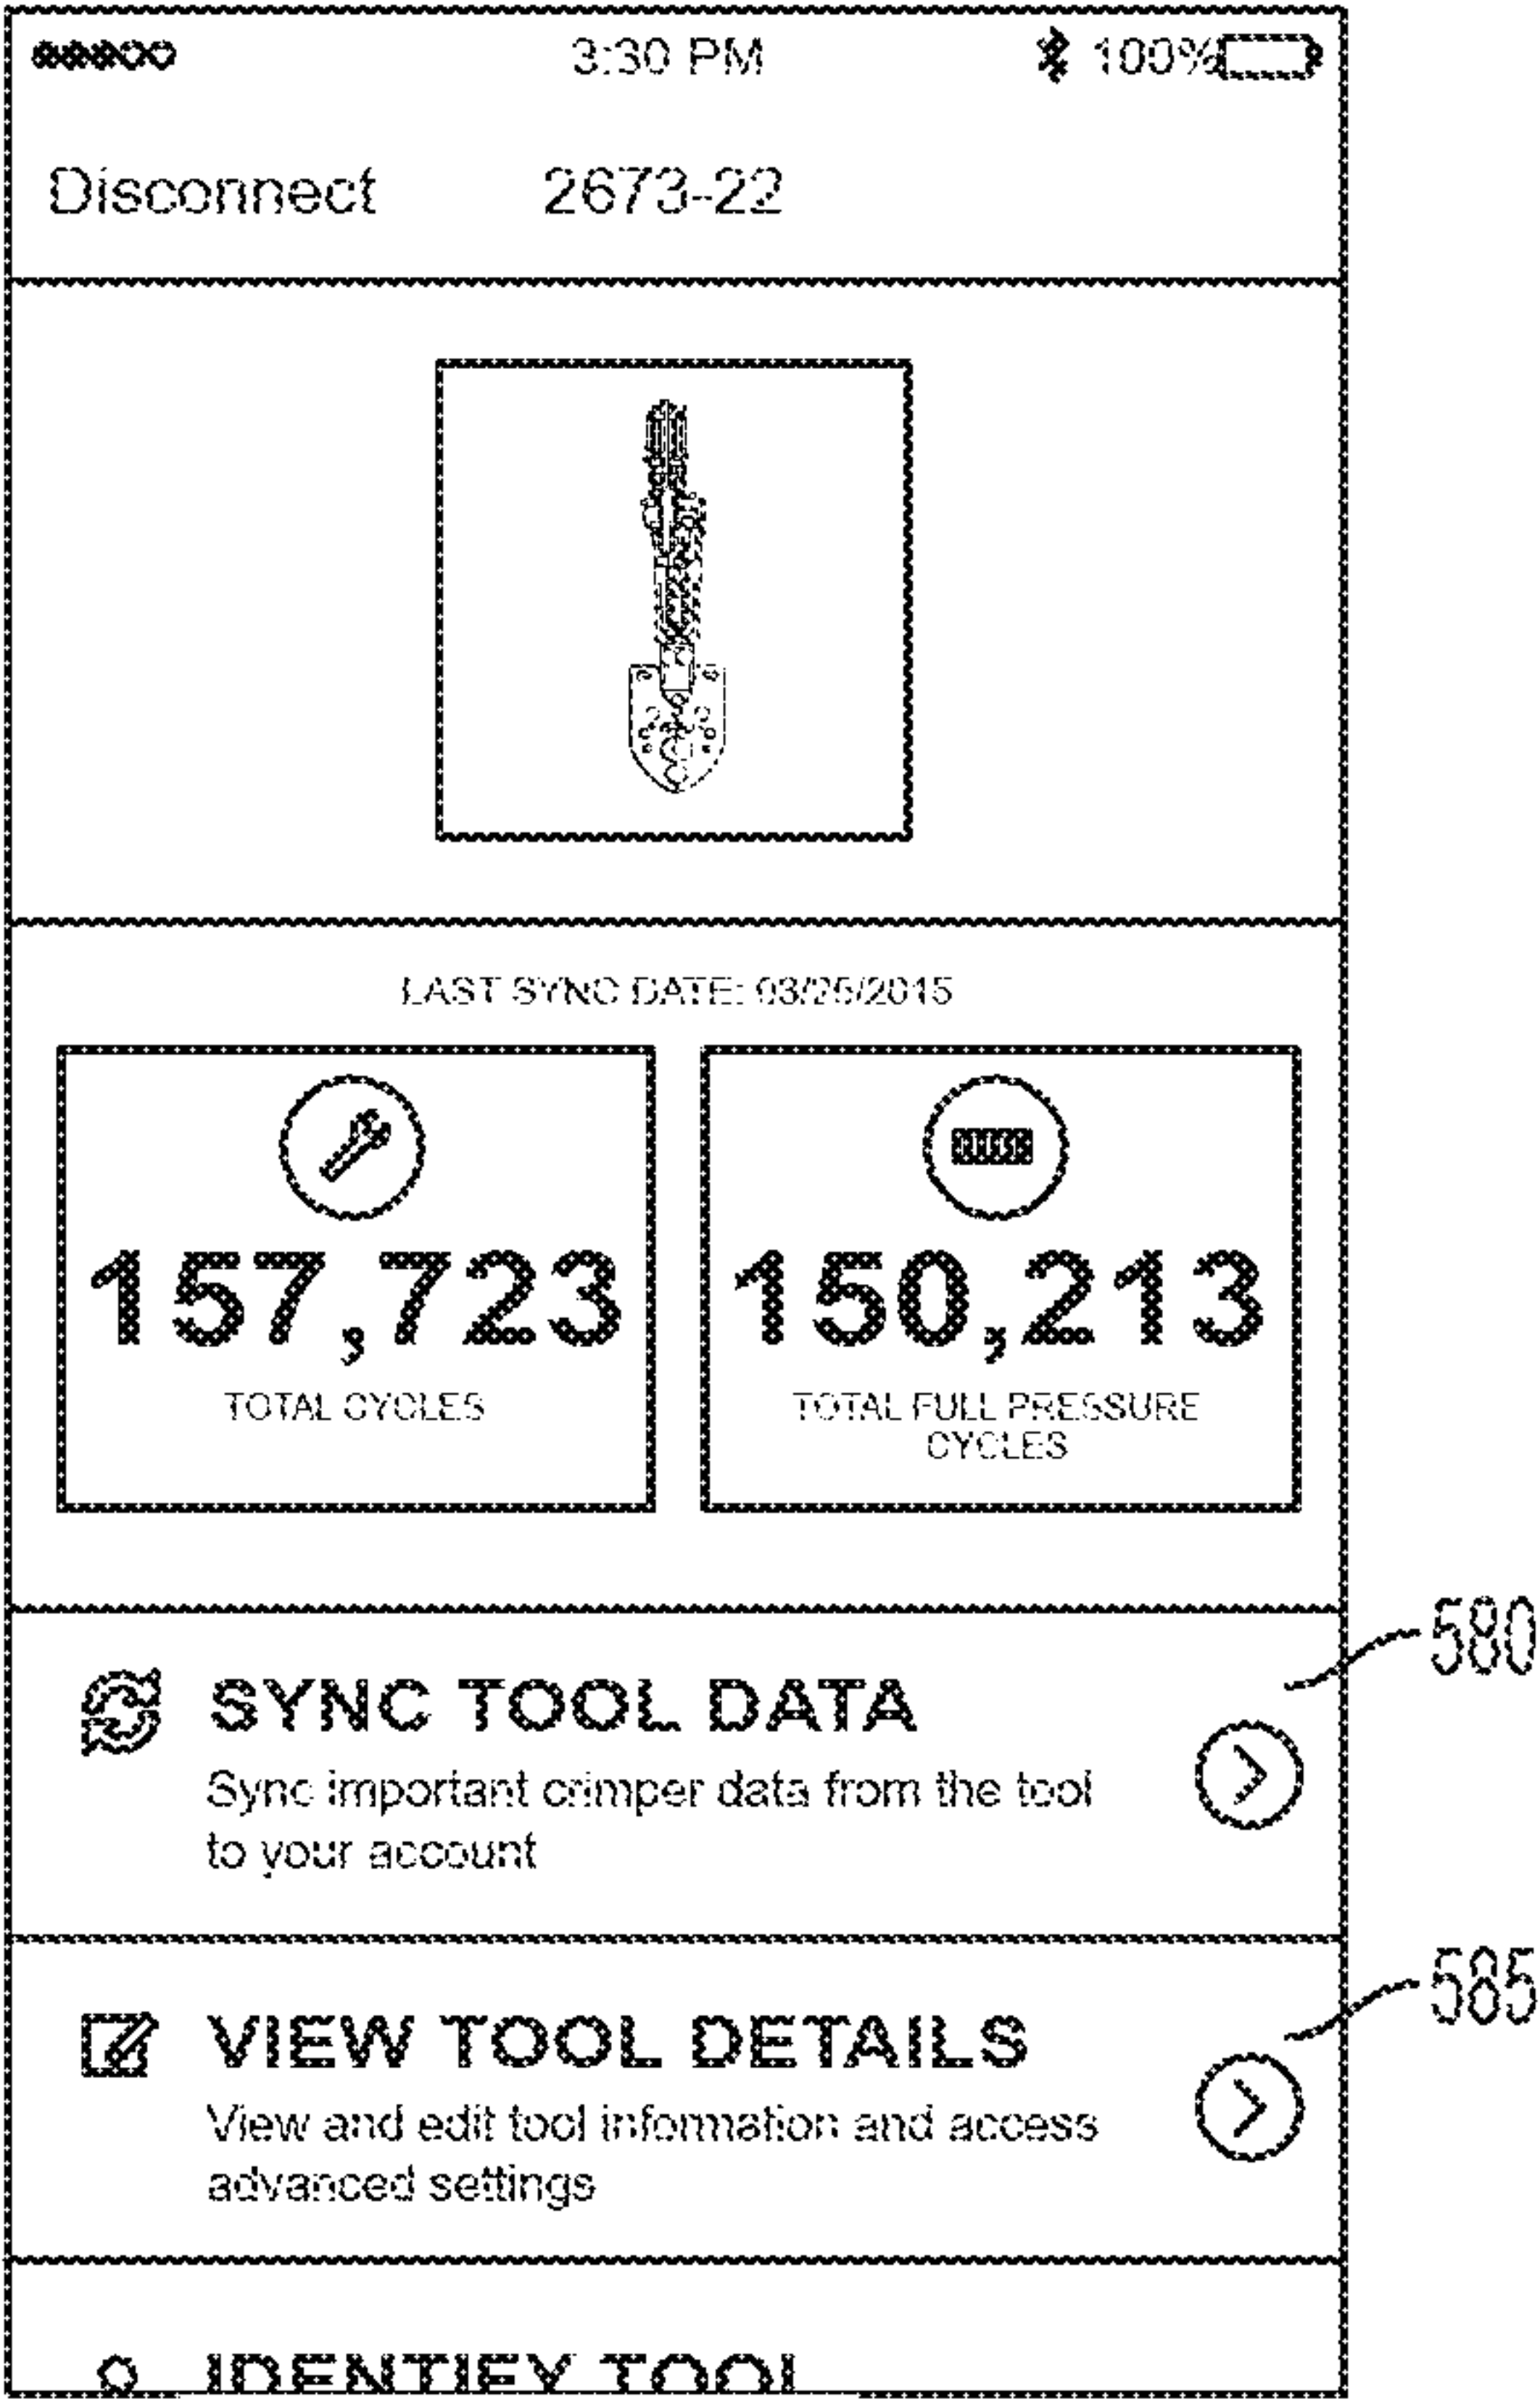 3:30 PM 100%
Disconnect 2673-22
LAST SYNC DATE: 03/25/2015
157,723 150,213
TOTAL CYCLES TOTAL FULL PRESSURE
CYCLES
580
SYNC TOOL DATA
Sync important crimper data from the tool
to your account
585
VIEW TOOL DETAILS
View and edit tool information and access
advanced settings
IDENTIFY TOOL